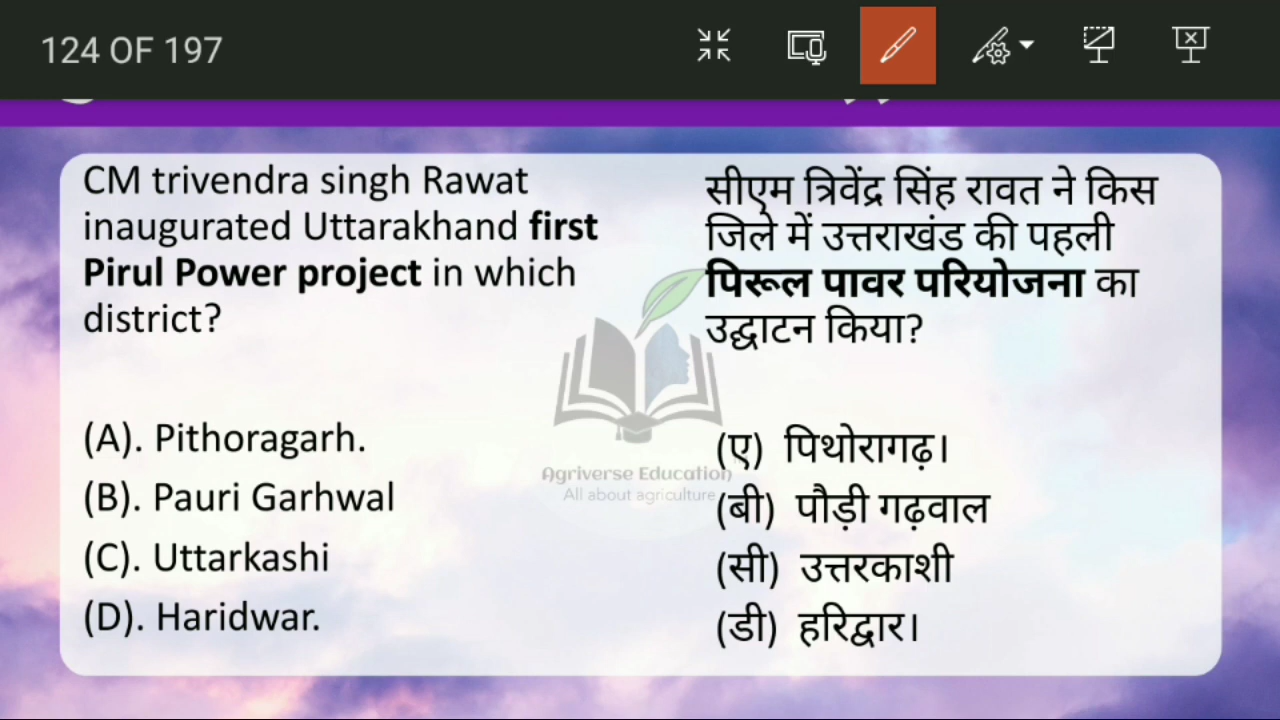 124 OF 197
CM trivendra singh Rawat
inaugurated Uttarakhand first
Pirul Power project in which
district?
(A). Pithoragarh.
(B). Pauri Garhwal
(C). Uttarkashi
(D). Haridwar.
सीएम त्रिवेंद्र सिंह रावत ने किस
जिले में उत्तराखंड की पहली
पिरूल पावर परियोजना का
उद्घाटन किया?
(ए) पिथोरागढ़।
(बी) पौड़ी गढ़वाल
(सी) उत्तरकाशी
(डी) हरिद्वार।
Agriverse Education
All about agriculture